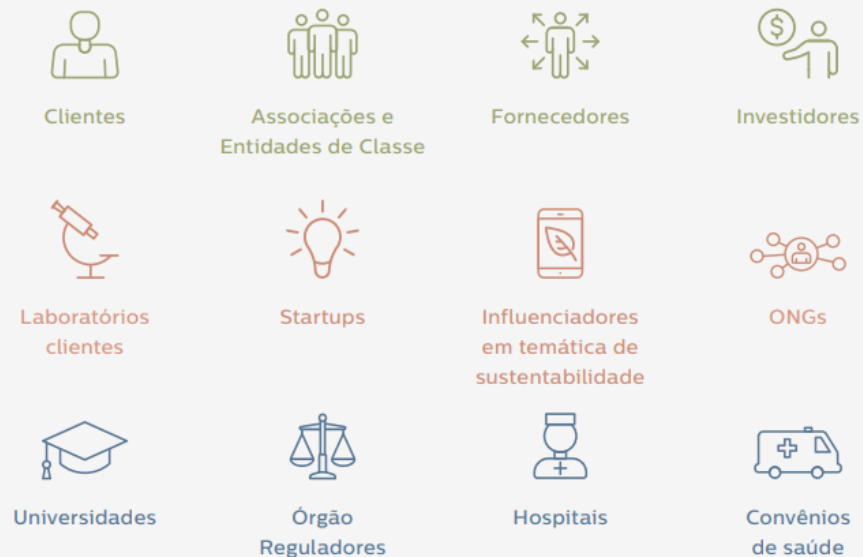 Clientes
Associações e
Entidades de Classe
Fornecedores
Investidores
Laboratórios
clientes
Startups
Influenciadores
em temática de
sustentabilidade
ONGs
Universidades
Órgão
Reguladores
Hospitais
Convênios
de saúde